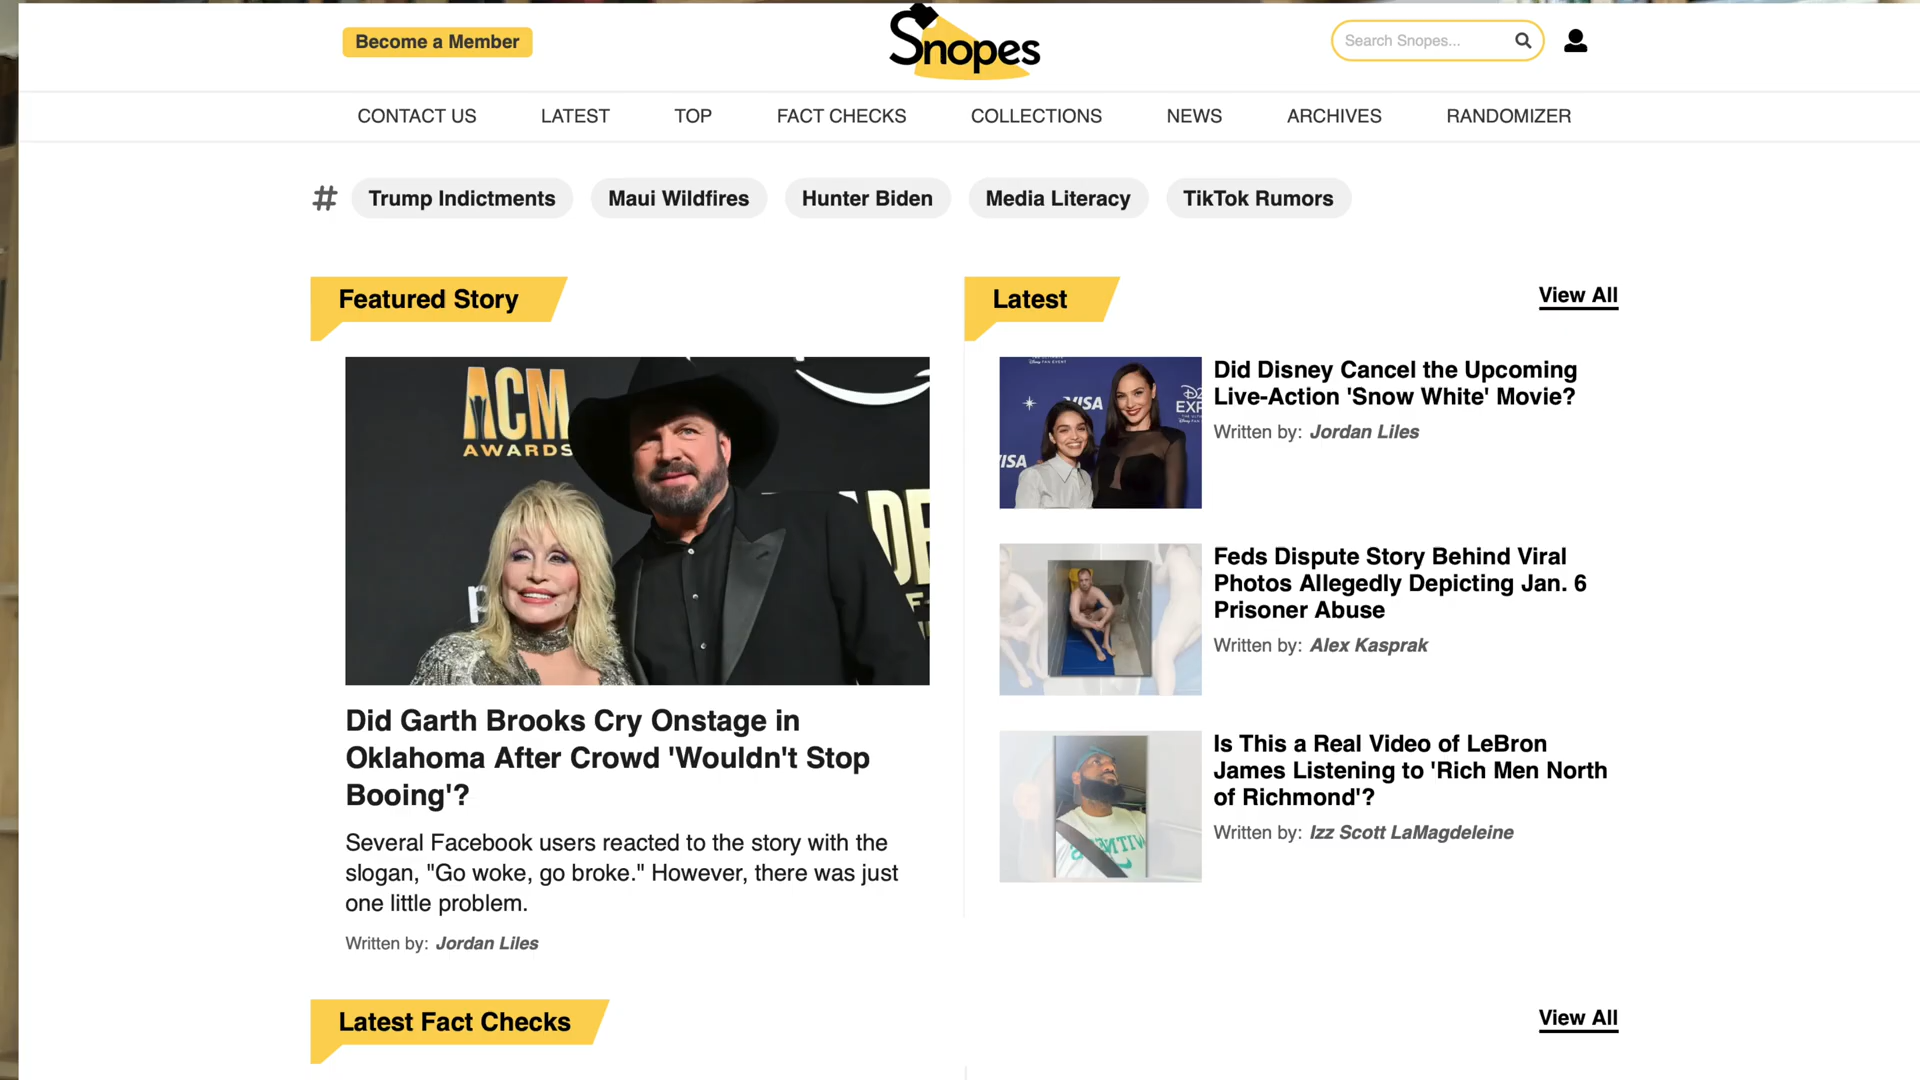 Become a Member
Snopes
Search Snopes...
CONTACT US
LATEST
TOP
FACT CHECKS
COLLECTIONS
NEWS
ARCHIVES
RANDOMIZER
#
Trump Indictments
Maui Wildfires
Hunter Biden
Media Literacy
TikTok Rumors
Featured Story
ACM
AWARDS
Did Garth Brooks Cry Onstage in
Oklahoma After Crowd 'Wouldn't Stop
Booing'?
Several Facebook users reacted to the story with the
slogan, "Go woke, go broke." However, there was just
one little problem.
Written by: Jordan Liles
Latest
View All
VISA
Did Disney Cancel the Upcoming
Live-Action 'Snow White' Movie?
Written by: Jordan Liles
Feds Dispute Story Behind Viral
Photos Allegedly Depicting Jan. 6
Prisoner Abuse
Written by: Alex Kasprak
Is This a Real Video of LeBron
James Listening to 'Rich Men North
of Richmond'?
Written by: Izz Scott LaMagdeleine
Latest Fact Checks
View All